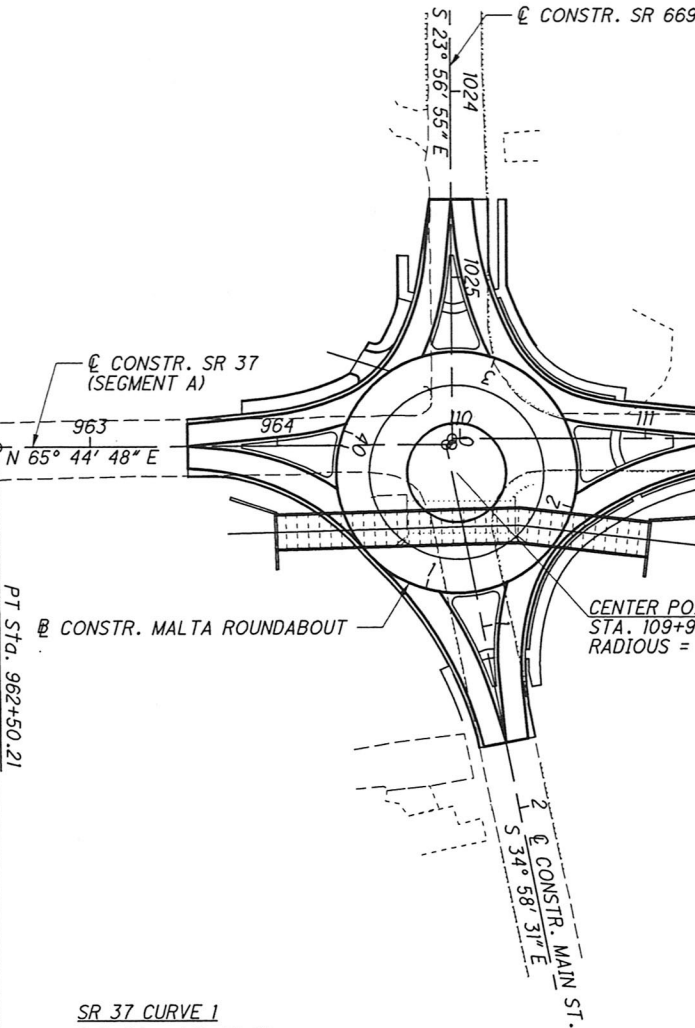 ℄ CONSTR. SR 669
1024
S 23° 56' 55" E
1025
℄ CONSTR. SR 37
(SEGMENT A)
963
964
N 65° 44' 48" E
3
110
111
40
2
1
PT Sta. 962+50.21
B CONSTR. MALTA ROUNDABOUT
CENTER PO
STA. 109+9
RADIOUS =
2
℄ CONSTR. MAIN ST.
S 34° 58' 31" E
SR 37 CURVE 1